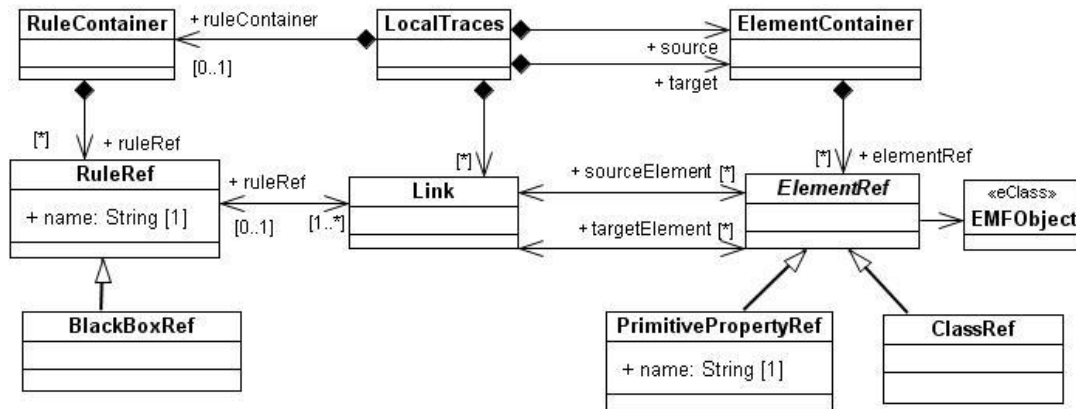 RuleContainer
+ ruleContainer
LocalTraces
ElementContainer
[0..1]
+ source
+ target
[*]
+ ruleRef
[*]
[*]
+ elementRef
RuleRef
+ ruleRef
Link
+ sourceElement [*]
ElementRef
«eClass»
EMFObject
+ name: String [1]
[0..1]
[1..*]
+ targetElement [*]
BlackBoxRef
PrimitivePropertyRef
ClassRef
+ name: String [1]